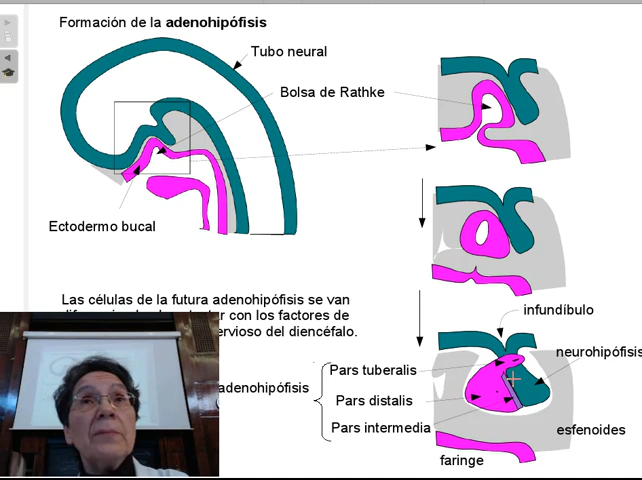 Formación de la adenohipófisis
Tubo neural
Bolsa de Rathke
Ectodermo bucal
Las células de la futura adenohipófisis se van
con los factores de
del diencéfalo.
infundíbulo
neurohipófisis
Pars tuberalis
adenohipófisis
Pars distalis
Pars intermedia
esfenoides
faringe